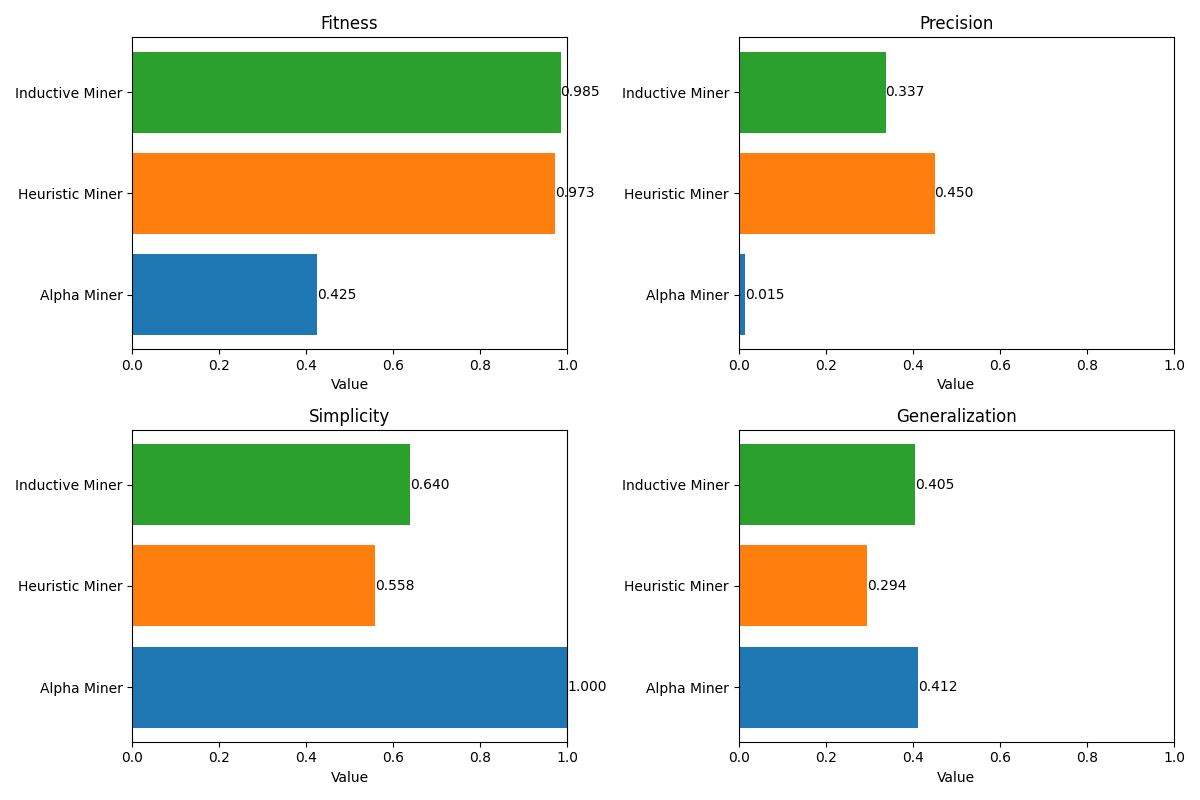 Fitness
Inductive Miner
0.985
Heuristic Miner
0.973
Alpha Miner
0.425
0.0 0.2 0.4 0.6 0.8 1.0
Value
Precision
Inductive Miner
0.337
Heuristic Miner
0.450
Alpha Miner
0.015
0.0 0.2 0.4 0.6 0.8 1.0
Value
Simplicity
Inductive Miner
0.640
Heuristic Miner
0.558
Alpha Miner
1.000
0.0 0.2 0.4 0.6 0.8 1.0
Value
Generalization
Inductive Miner
0.405
Heuristic Miner
0.294
Alpha Miner
0.412
0.0 0.2 0.4 0.6 0.8 1.0
Value